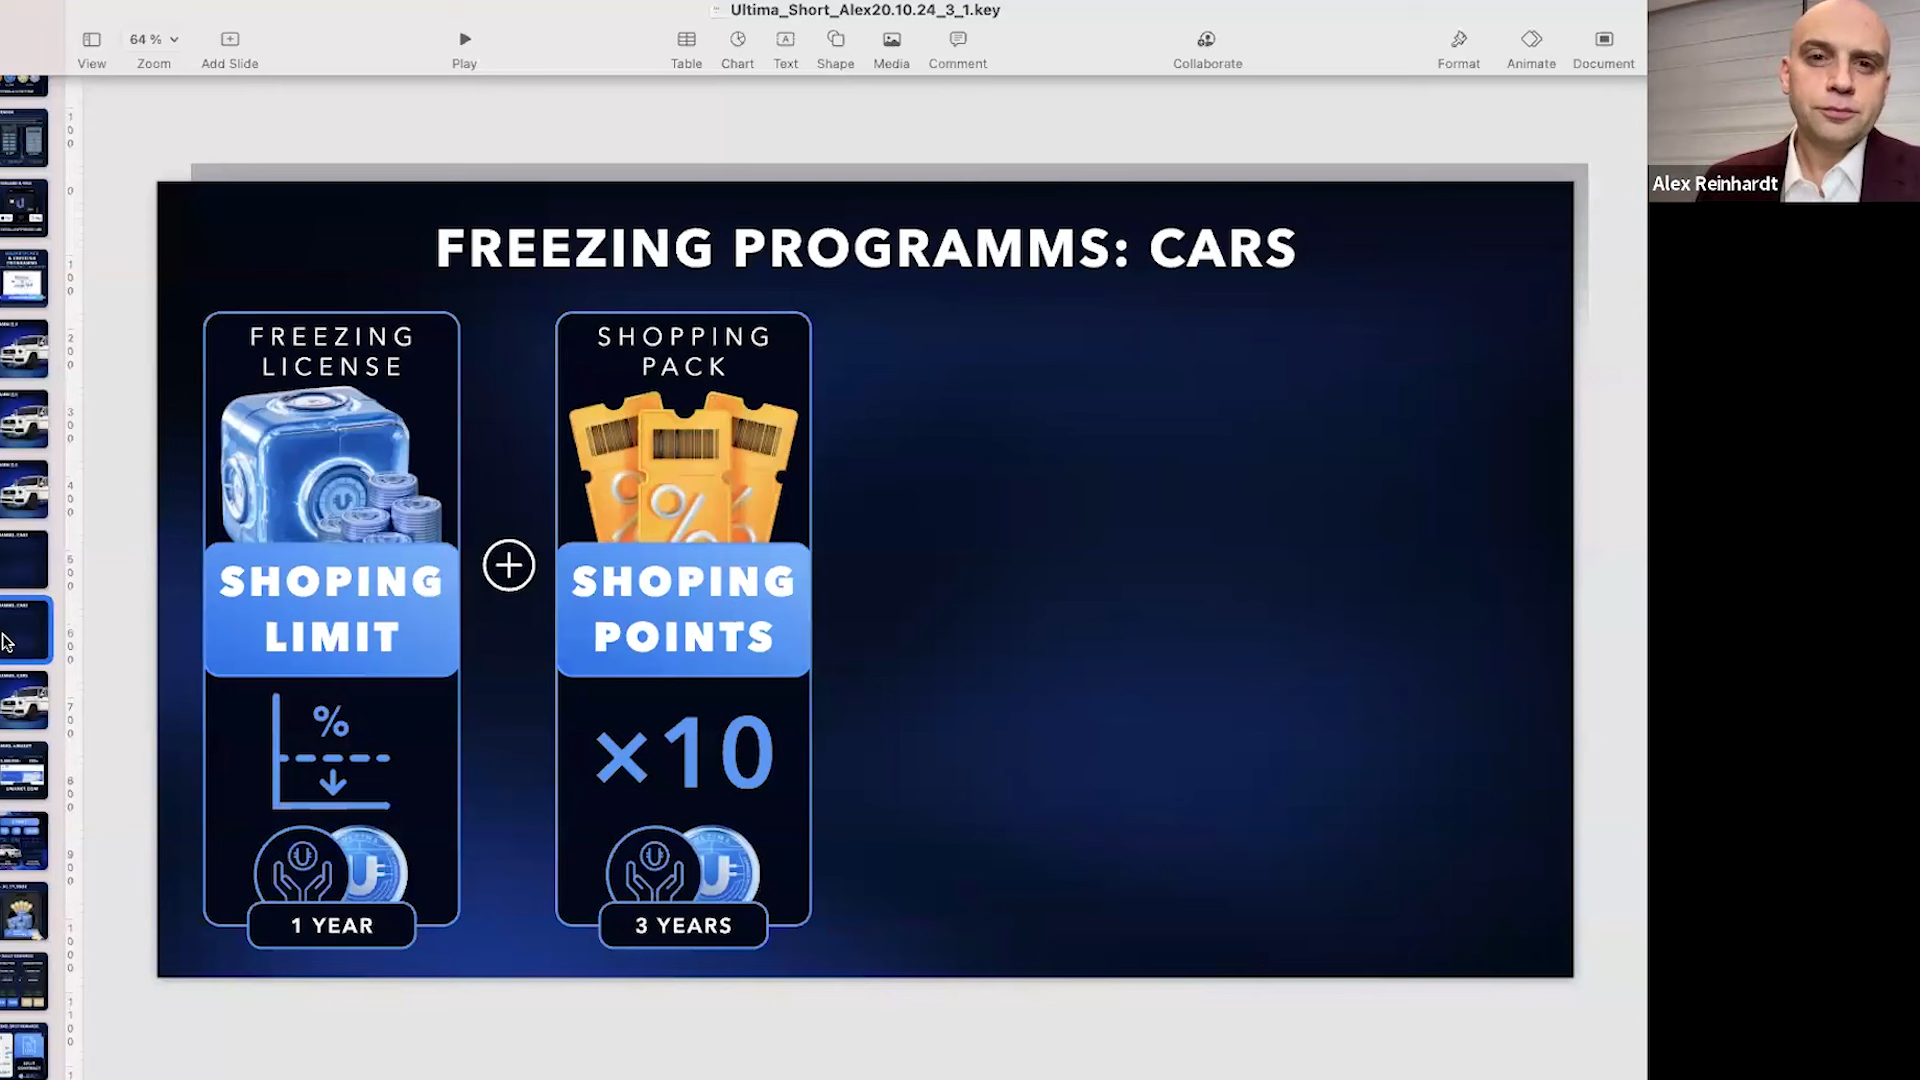 Ultima_Short_Alex20.10.24_3_1.key
64 %
View
Zoom
Add Slide
Play
Table
Chart
Text
Shape
Media
Comment
Collaborate
Format
Animate
Document
Alex Reinhardt
FREEZING PROGRAMMS: CARS
FREEZING
LICENSE
SHOPING
LIMIT
%
1 YEAR
SHOPPING
PACK
%
SHOPING
POINTS
×10
3 YEARS